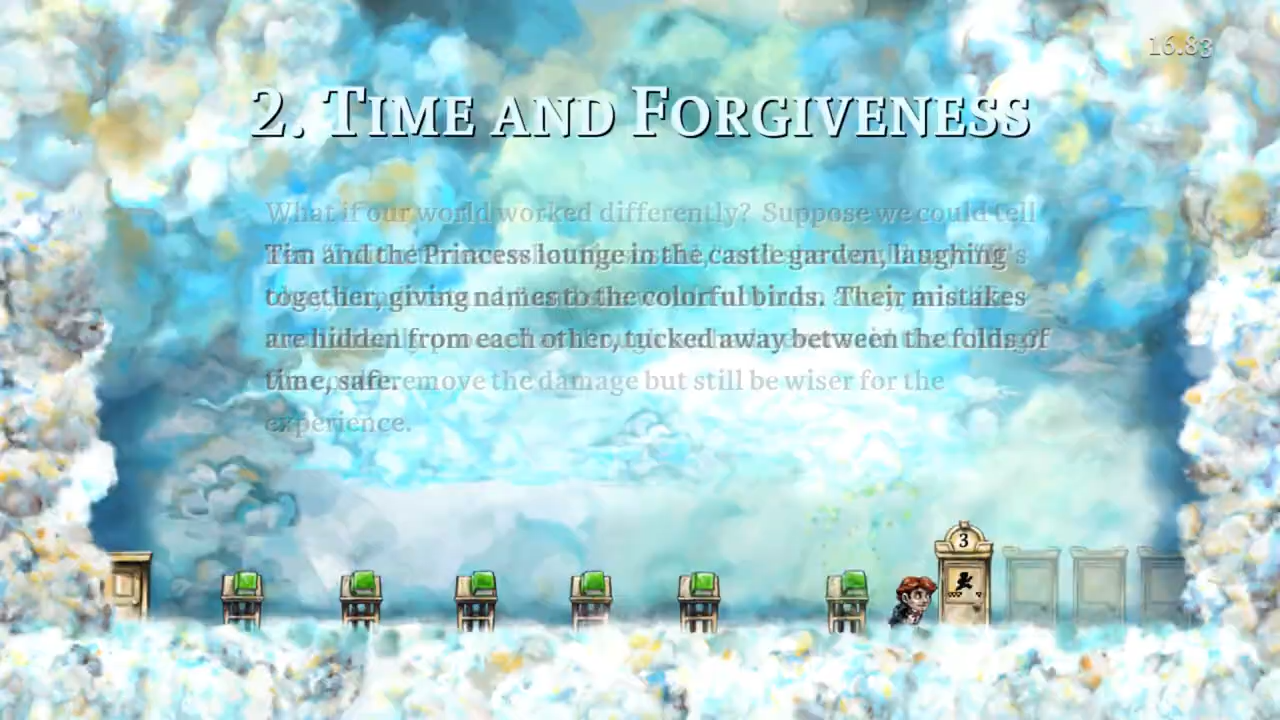 16.83
2. Time and Forgiveness
What if our world worked differently? Suppose we could tell
Tim and the Princess lounge in the castle garden, laughing
together, giving names to the colorful birds. Their mistakes
are hidden from each other, tucked away between the folds of
time, safe.
remove the damage but still be wiser for the
experience.
3